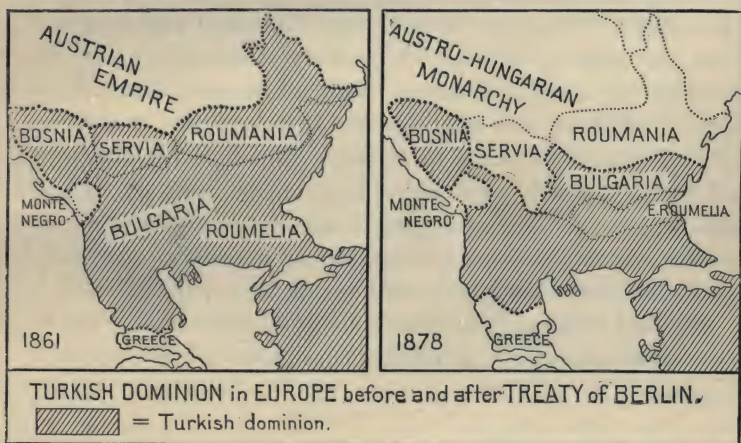 AUSTRIAN
EMPIRE
BOSNIA
SERVIA
ROUMANIA
MONTE
NEGRO
BULGARIA
ROUMELIA
GREECE
1861
AUSTRO-HUNGARIAN
MONARCHY
BOSNIA
SERVIA
ROUMANIA
BULGARIA
MONTE
NEGRO
E.ROUMELIA
GREECE
1878
TURKISH DOMINION in EUROPE before and after TREATY of BERLIN.
= Turkish dominion.